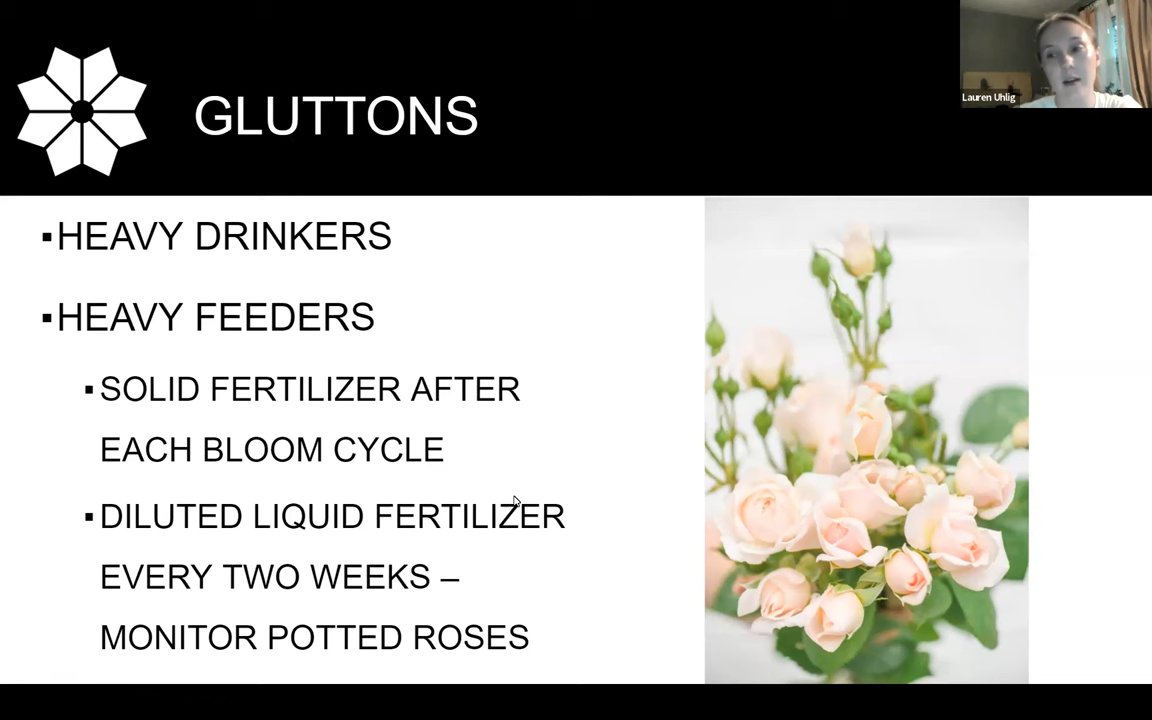 GLUTTONS
Lauren Uhlig
▪HEAVY DRINKERS
▪HEAVY FEEDERS
▪SOLID FERTILIZER AFTER
EACH BLOOM CYCLE
▪DILUTED LIQUID FERTILIZER
EVERY TWO WEEKS –
MONITOR POTTED ROSES